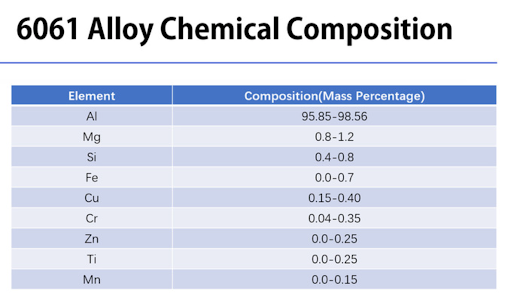 6061 Alloy Chemical Composition
Element Composition(Mass Percentage)
Al 95.85-98.56
Mg 0.8-1.2
Si 0.4-0.8
Fe 0.0-0.7
Cu 0.15-0.40
Cr 0.04-0.35
Zn 0.0-0.25
Ti 0.0-0.25
Mn 0.0-0.15